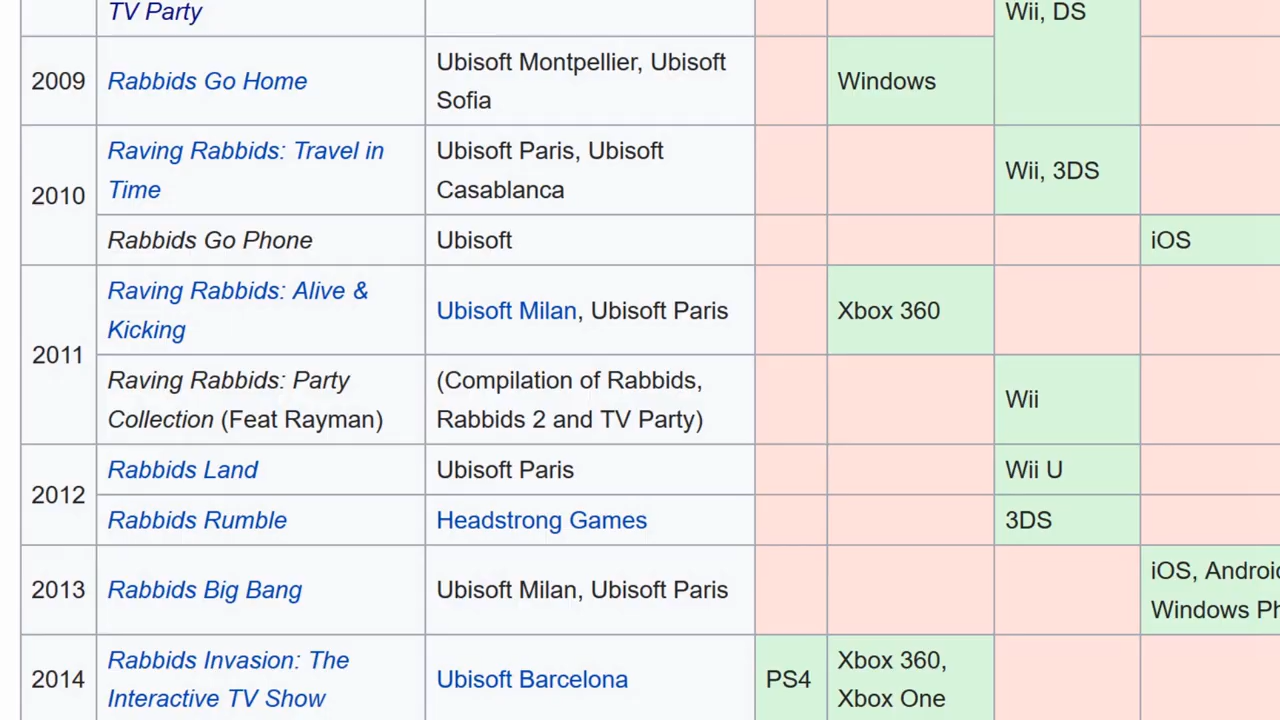 TV Party
Wii, DS
2009
Rabbids Go Home
Ubisoft Montpellier, Ubisoft
Sofia
Windows
2010
Raving Rabbids: Travel in
Time
Ubisoft Paris, Ubisoft
Casablanca
Wii, 3DS
Rabbids Go Phone
Ubisoft
iOS
2011
Raving Rabbids: Alive &
Kicking
Ubisoft Milan, Ubisoft Paris
Xbox 360
Raving Rabbids: Party
Collection (Feat Rayman)
(Compilation of Rabbids,
Rabbids 2 and TV Party)
Wii
2012
Rabbids Land
Ubisoft Paris
Wii U
Rabbids Rumble
Headstrong Games
3DS
2013
Rabbids Big Bang
Ubisoft Milan, Ubisoft Paris
iOS, Android
Windows Ph
2014
Rabbids Invasion: The
Interactive TV Show
Ubisoft Barcelona
PS4
Xbox 360,
Xbox One